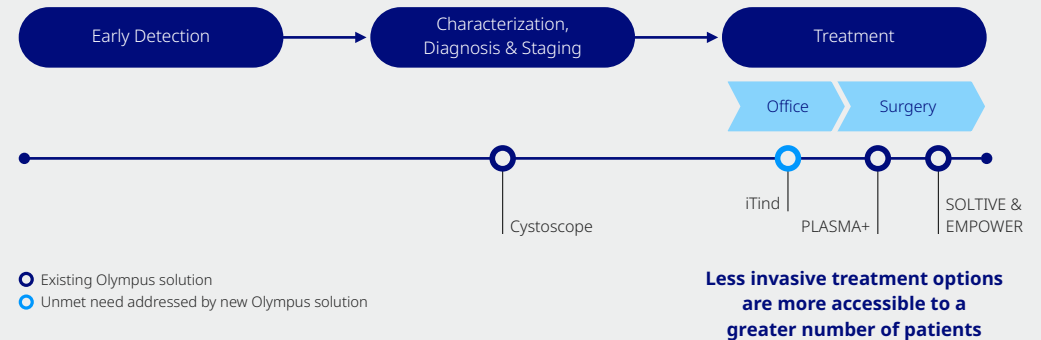 Early Detection
Characterization,
Diagnosis & Staging
Treatment
Office
Surgery
iTind
SOLTIVE &
EMPOWER
PLASMA+
Cystoscope
Existing Olympus solution
Unmet need addressed by new Olympus solution
Less invasive treatment options
are more accessible to a
greater number of patients